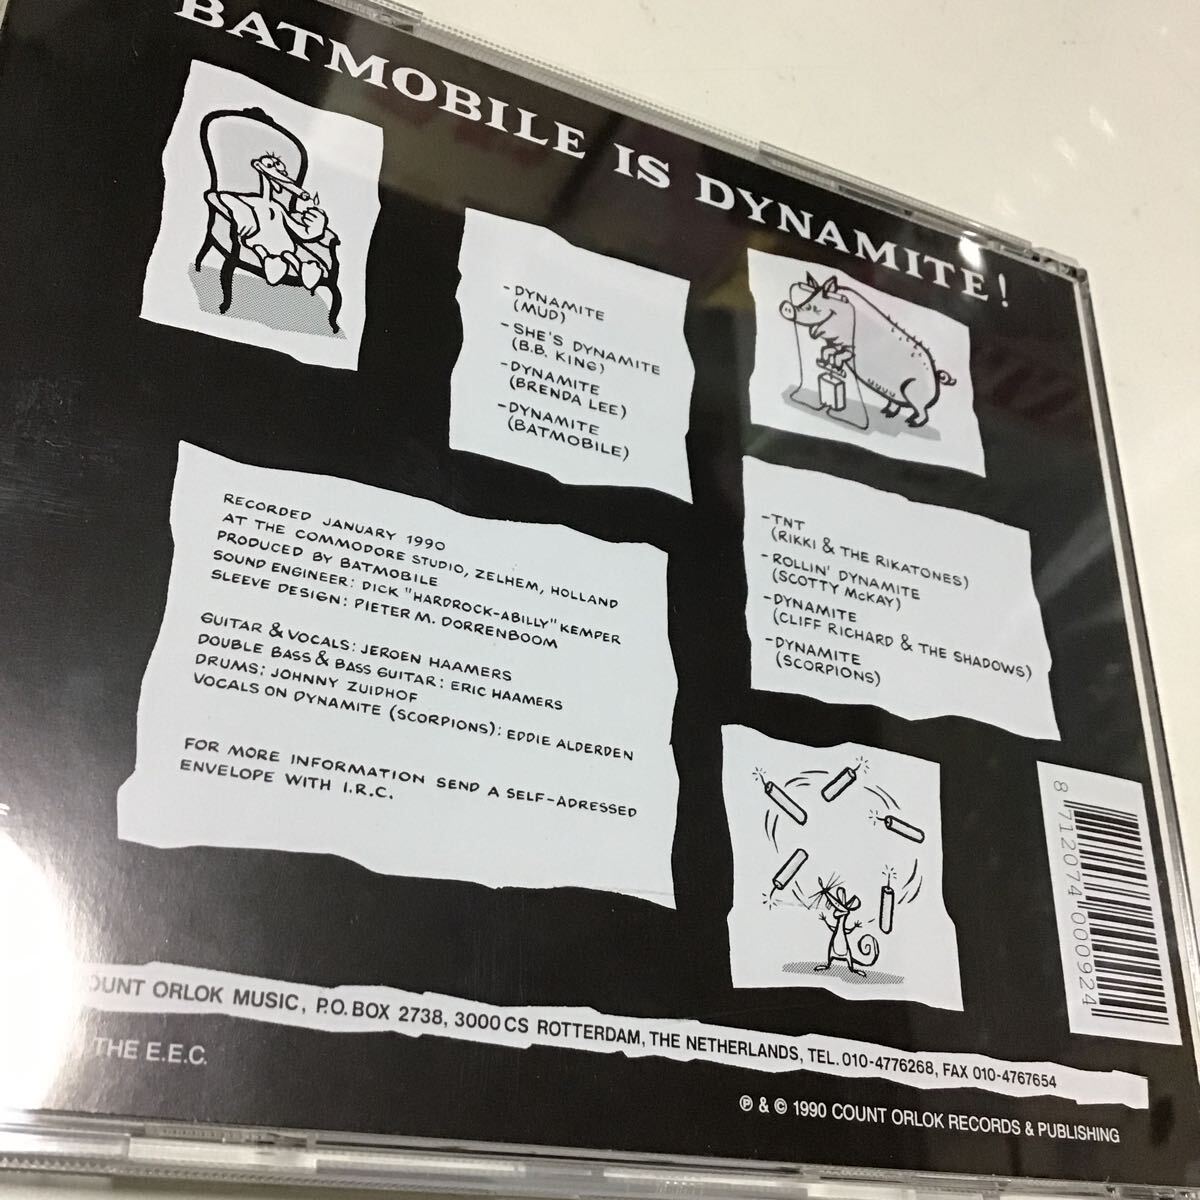 BATMOBILE IS DYNAMITE!
-DYNAMITE
(MUD)
-SHE'S DYNAMITE
(B.B. KING)
-DYNAMITE
(BRENDA LEE)
-DYNAMITE
(BATMOBILE)
-TNT
(RIKKI & THE RIKATONES)
-ROLLIN' DYNAMITE
(SCOTTY McKAY)
-DYNAMITE
(CLIFF RICHARD & THE SHADOWS)
-DYNAMITE
(SCORPIONS)
RECORDED JANUARY 1990
AT THE COMMODORE STUDIO, ZELHEM, HOLLAND
PRODUCED BY BATMOBILE
SOUND ENGINEER: DICK "HARDROCK-ABILLY" KEMPER
SLEEVE DESIGN: PIETER M. DORRENBOOM
GUITAR & VOCALS: JEROEN HAAMERS
DOUBLE BASS & BASS GUITAR: ERIC HAAMERS
DRUMS: JOHNNY ZUIDHOF
VOCALS ON DYNAMITE (SCORPIONS): EDDIE ALDERDEN
FOR MORE INFORMATION SEND A SELF-ADRESSED
ENVELOPE WITH I.R.C.
8 712074 000924
OUNT ORLOK MUSIC, P.O. BOX 2738, 3000 CS ROTTERDAM, THE NETHERLANDS, TEL. 010-4776268, FAX 010-4767654
THE E.E.C.
℗ & © 1990 COUNT ORLOK RECORDS & PUBLISHING